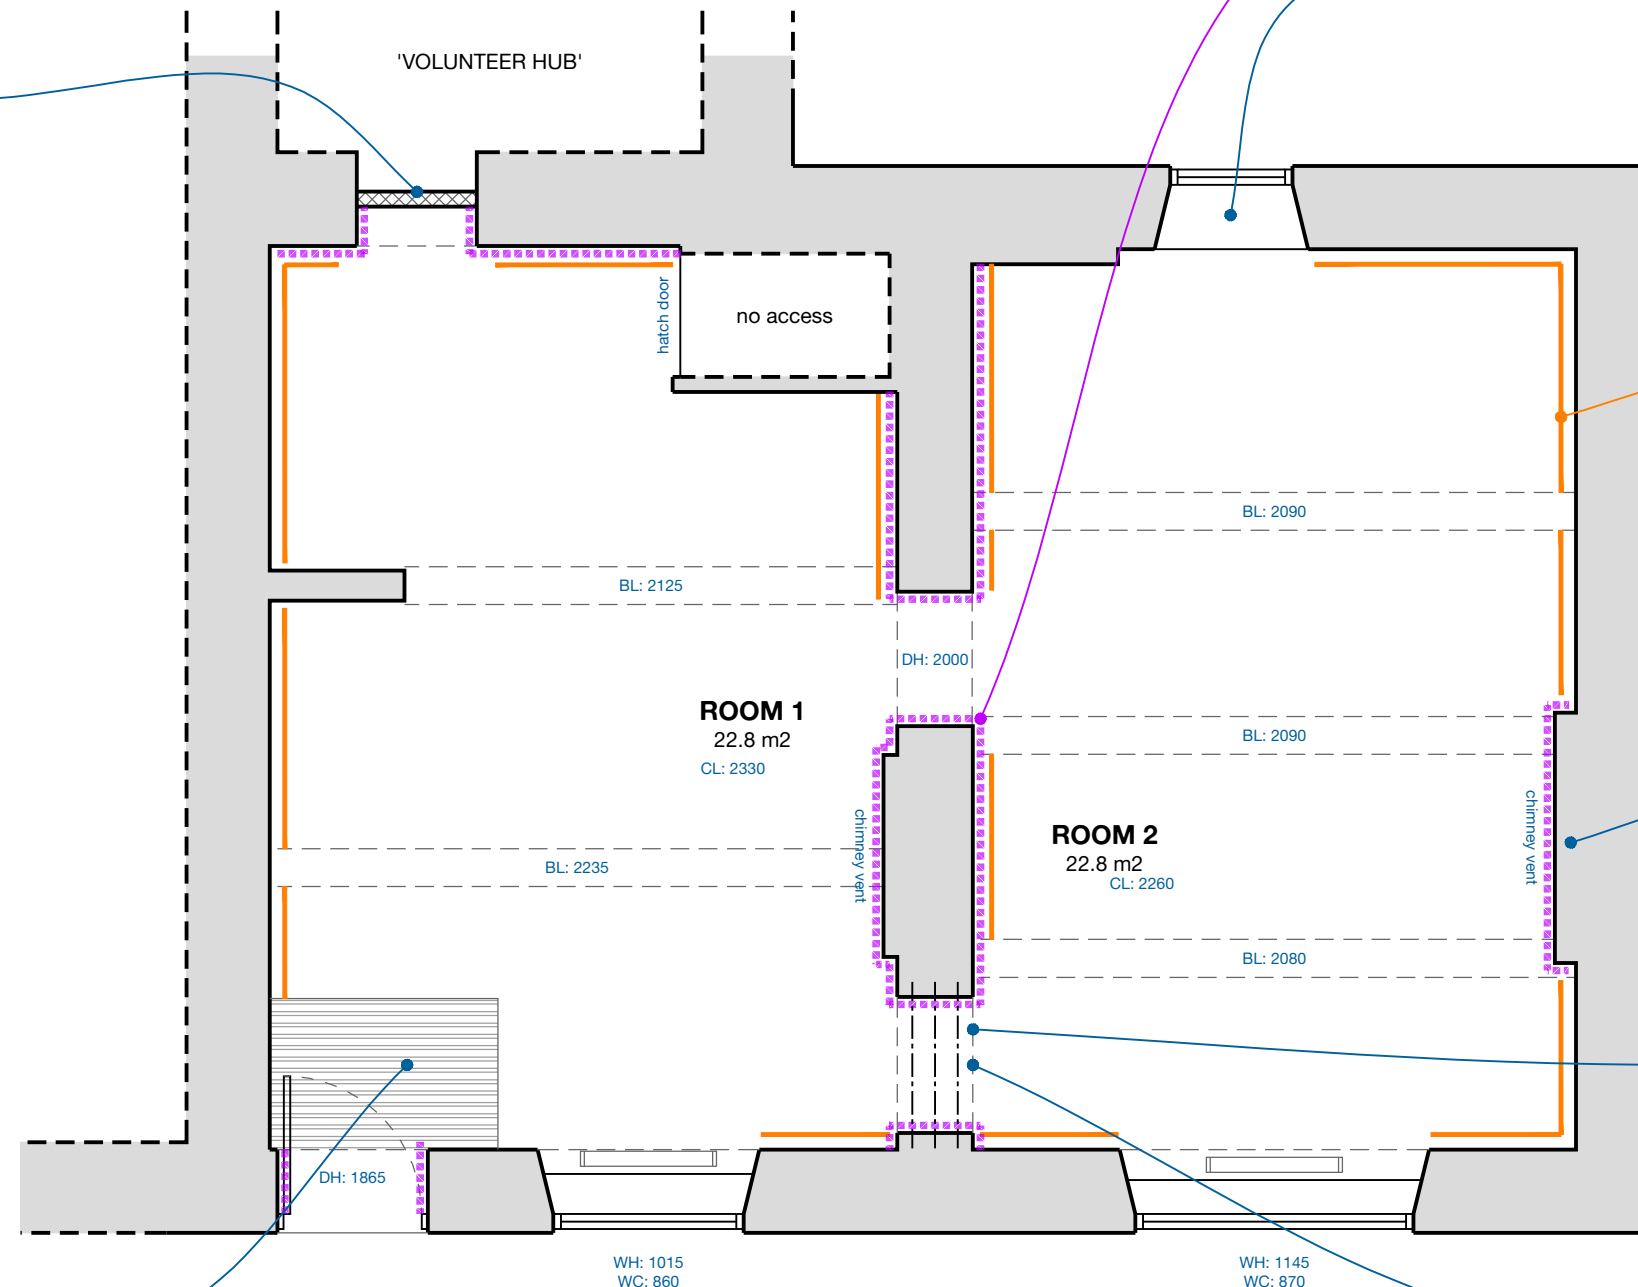 'VOLUNTEER HUB'
hatch door
no access
BL: 2090
BL: 2125
DH: 2000
ROOM 1
22.8 m2
CL: 2330
BL: 2090
chimney vent
chimney vent
ROOM 2
22.8 m2
CL: 2260
BL: 2235
BL: 2080
DH: 1865
WH: 1015
WC: 860
WH: 1145
WC: 870